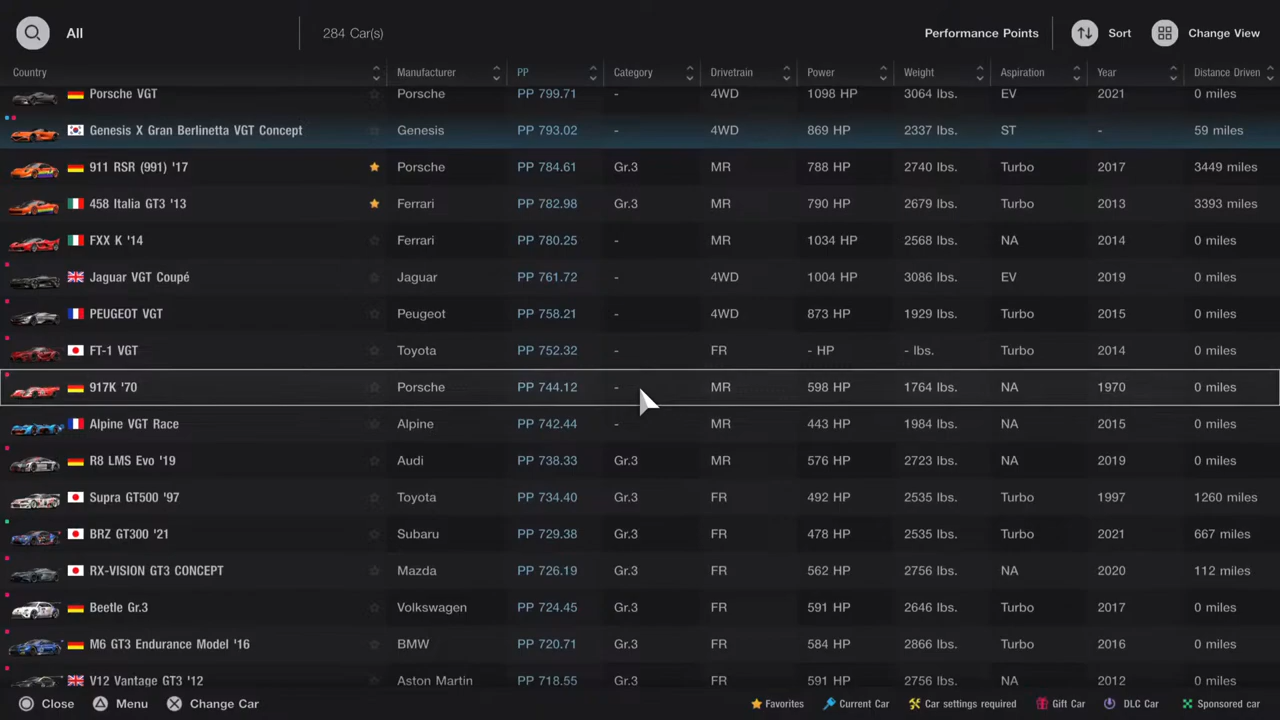 All 284 Car(s) Performance Points Sort Change View
Country Manufacturer PP Category Drivetrain Power Weight Aspiration Year Distance Driven
Porsche VGT Porsche PP 799.71 - 4WD 1098 HP 3064 lbs. EV 2021 0 miles
Genesis X Gran Berlinetta VGT Concept Genesis PP 793.02 - 4WD 869 HP 2337 lbs. ST - 59 miles
911 RSR (991) '17 Porsche PP 784.61 Gr.3 MR 788 HP 2740 lbs. Turbo 2017 3449 miles
458 Italia GT3 '13 Ferrari PP 782.98 Gr.3 MR 790 HP 2679 lbs. Turbo 2013 3393 miles
FXX K '14 Ferrari PP 780.25 - MR 1034 HP 2568 lbs. NA 2014 0 miles
Jaguar VGT Coupé Jaguar PP 761.72 - 4WD 1004 HP 3086 lbs. EV 2019 0 miles
PEUGEOT VGT Peugeot PP 758.21 - 4WD 873 HP 1929 lbs. Turbo 2015 0 miles
FT-1 VGT Toyota PP 752.32 - FR - HP - lbs. Turbo 2014 0 miles
917K '70 Porsche PP 744.12 - MR 598 HP 1764 lbs. NA 1970 0 miles
Alpine VGT Race Alpine PP 742.44 - MR 443 HP 1984 lbs. NA 2015 0 miles
R8 LMS Evo '19 Audi PP 738.33 Gr.3 MR 576 HP 2723 lbs. NA 2019 0 miles
Supra GT500 '97 Toyota PP 734.40 Gr.3 FR 492 HP 2535 lbs. Turbo 1997 1260 miles
BRZ GT300 '21 Subaru PP 729.38 Gr.3 FR 478 HP 2535 lbs. Turbo 2021 667 miles
RX-VISION GT3 CONCEPT Mazda PP 726.19 Gr.3 FR 562 HP 2756 lbs. NA 2020 112 miles
Beetle Gr.3 Volkswagen PP 724.45 Gr.3 FR 591 HP 2646 lbs. Turbo 2017 0 miles
M6 GT3 Endurance Model '16 BMW PP 720.71 Gr.3 FR 584 HP 2866 lbs. Turbo 2016 0 miles
V12 Vantage GT3 '12 Aston Martin PP 718.55 Gr.3 FR 591 HP 2756 lbs. NA 2012 0 miles
Close Menu Change Car Favorites Current Car Car settings required Gift Car DLC Car Sponsored car